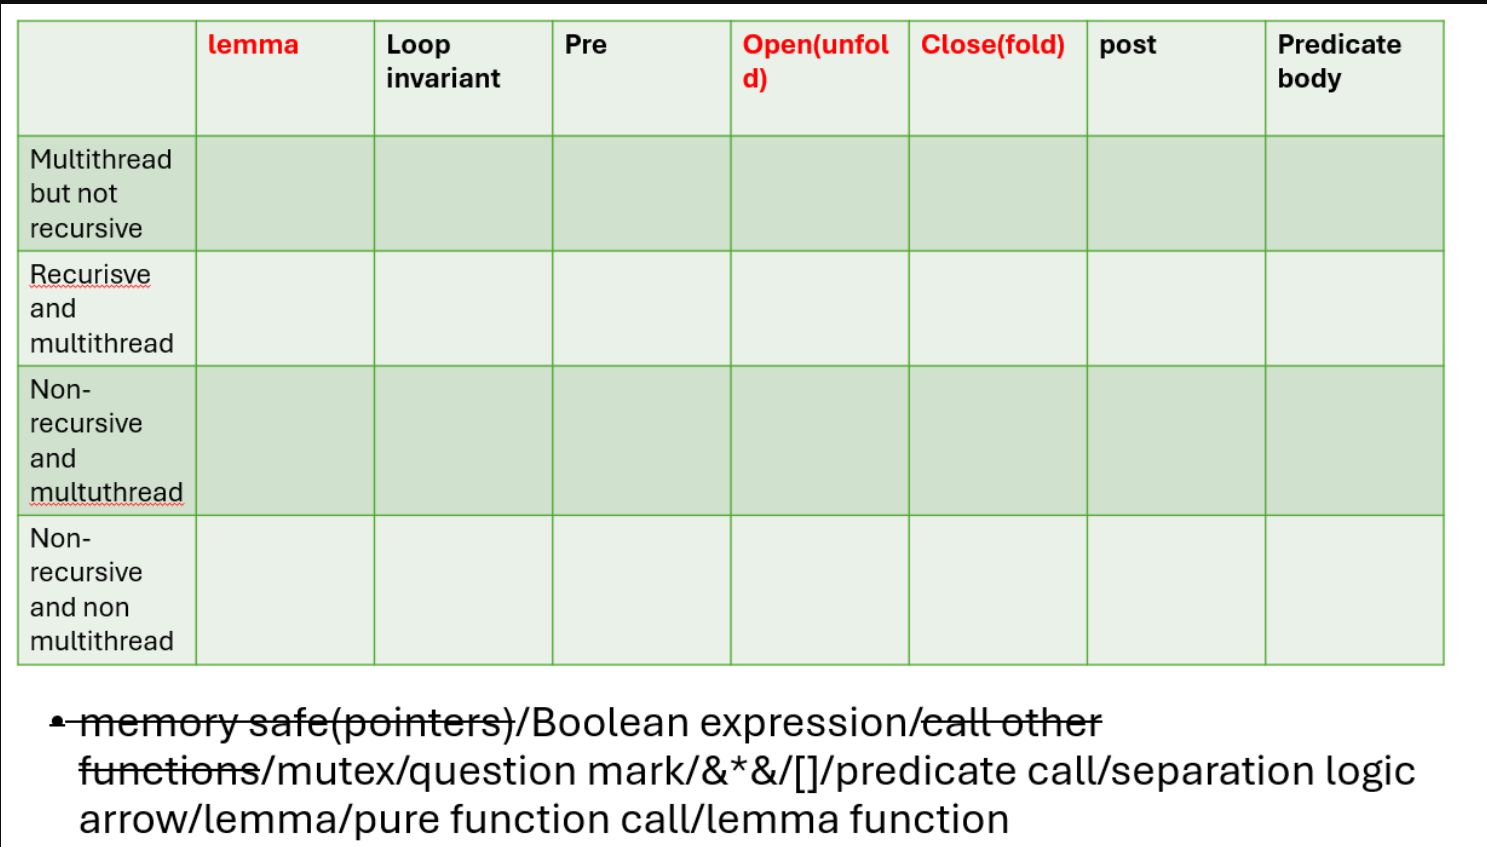 lemma
Loop
invariant
Pre
Open(unfol
d)
Close(fold)
post
Predicate
body
Multithread
but not
recursive
Recurisve
and
multithread
Non-
recursive
and
multuthread
Non-
recursive
and non
multithread
• memory safe(pointers)/Boolean expression/call other
functions/mutex/question mark/&*&/[]/predicate call/separation logic
arrow/lemma/pure function call/lemma function